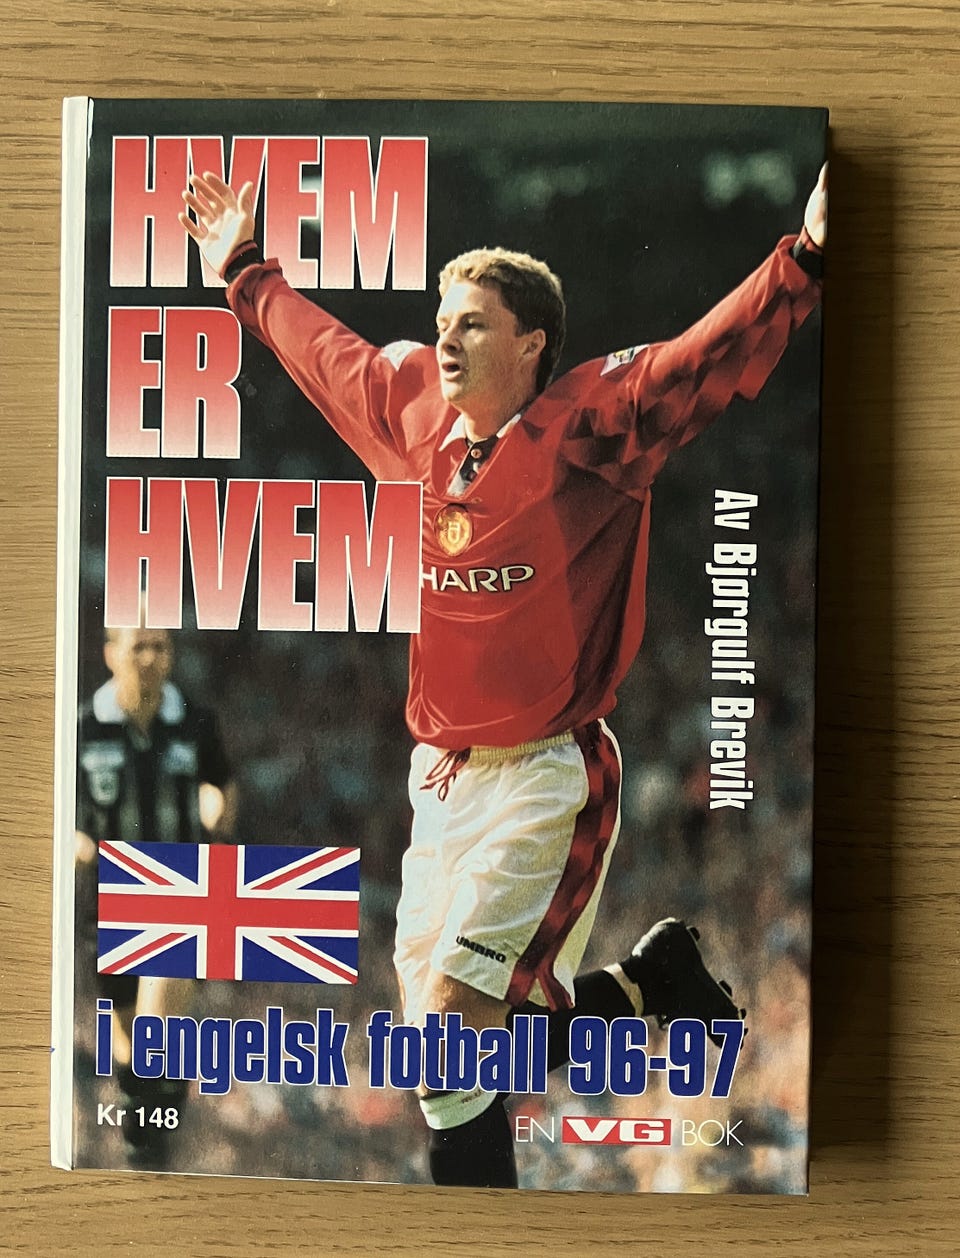 HVEM
ER
HVEM
Av Bjørgulf Brevik
HARP
UMBRO
i engelsk fotball 96-97
Kr 148
EN VG BOK